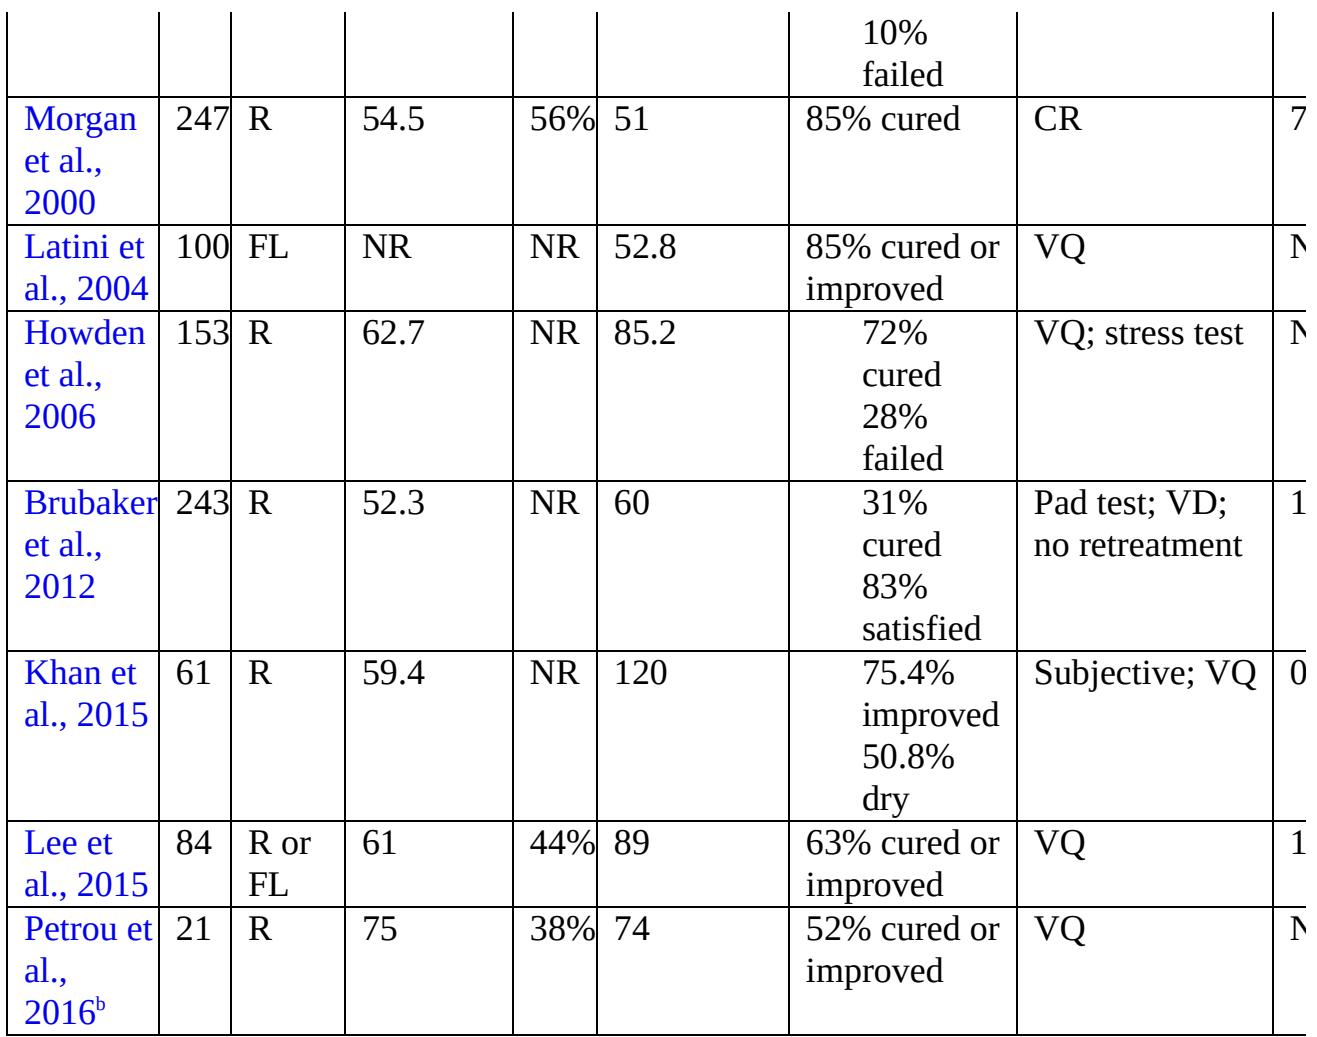 10%
failed
Morgan et al., 2000 247 R 54.5 56% 51 85% cured CR 7
Latini et al., 2004 100 FL NR NR 52.8 85% cured or improved VQ
Howden et al., 2006 153 R 62.7 NR 85.2 72% cured 28% failed VQ; stress test
Brubaker et al., 2012 243 R 52.3 NR 60 31% cured 83% satisfied Pad test; VD; no retreatment 1
Khan et al., 2015 61 R 59.4 NR 120 75.4% improved 50.8% dry Subjective; VQ 0
Lee et al., 2015 84 R or FL 61 44% 89 63% cured or improved VQ 1
Petrou et al., 2016b 21 R 75 38% 74 52% cured or improved VQ